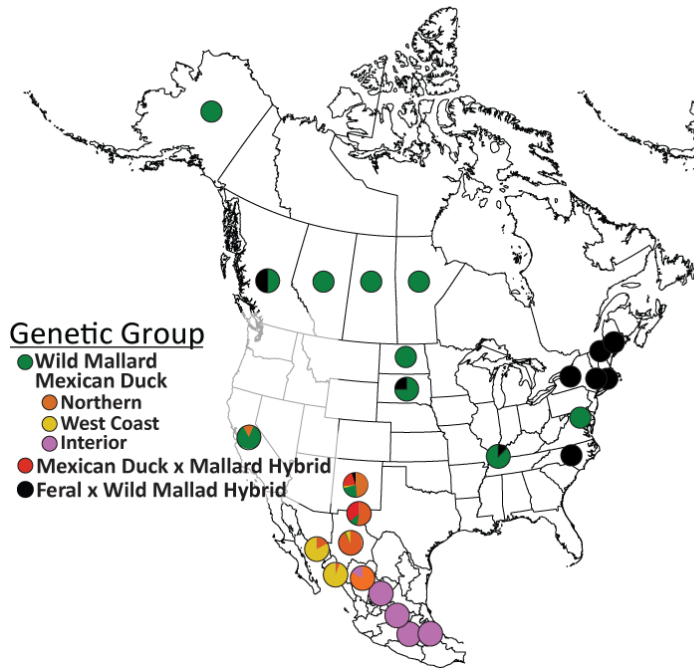 Genetic Group
Wild Mallard
Mexican Duck
Northern
West Coast
Interior
Mexican Duck x Mallard Hybrid
Feral x Wild Mallad Hybrid